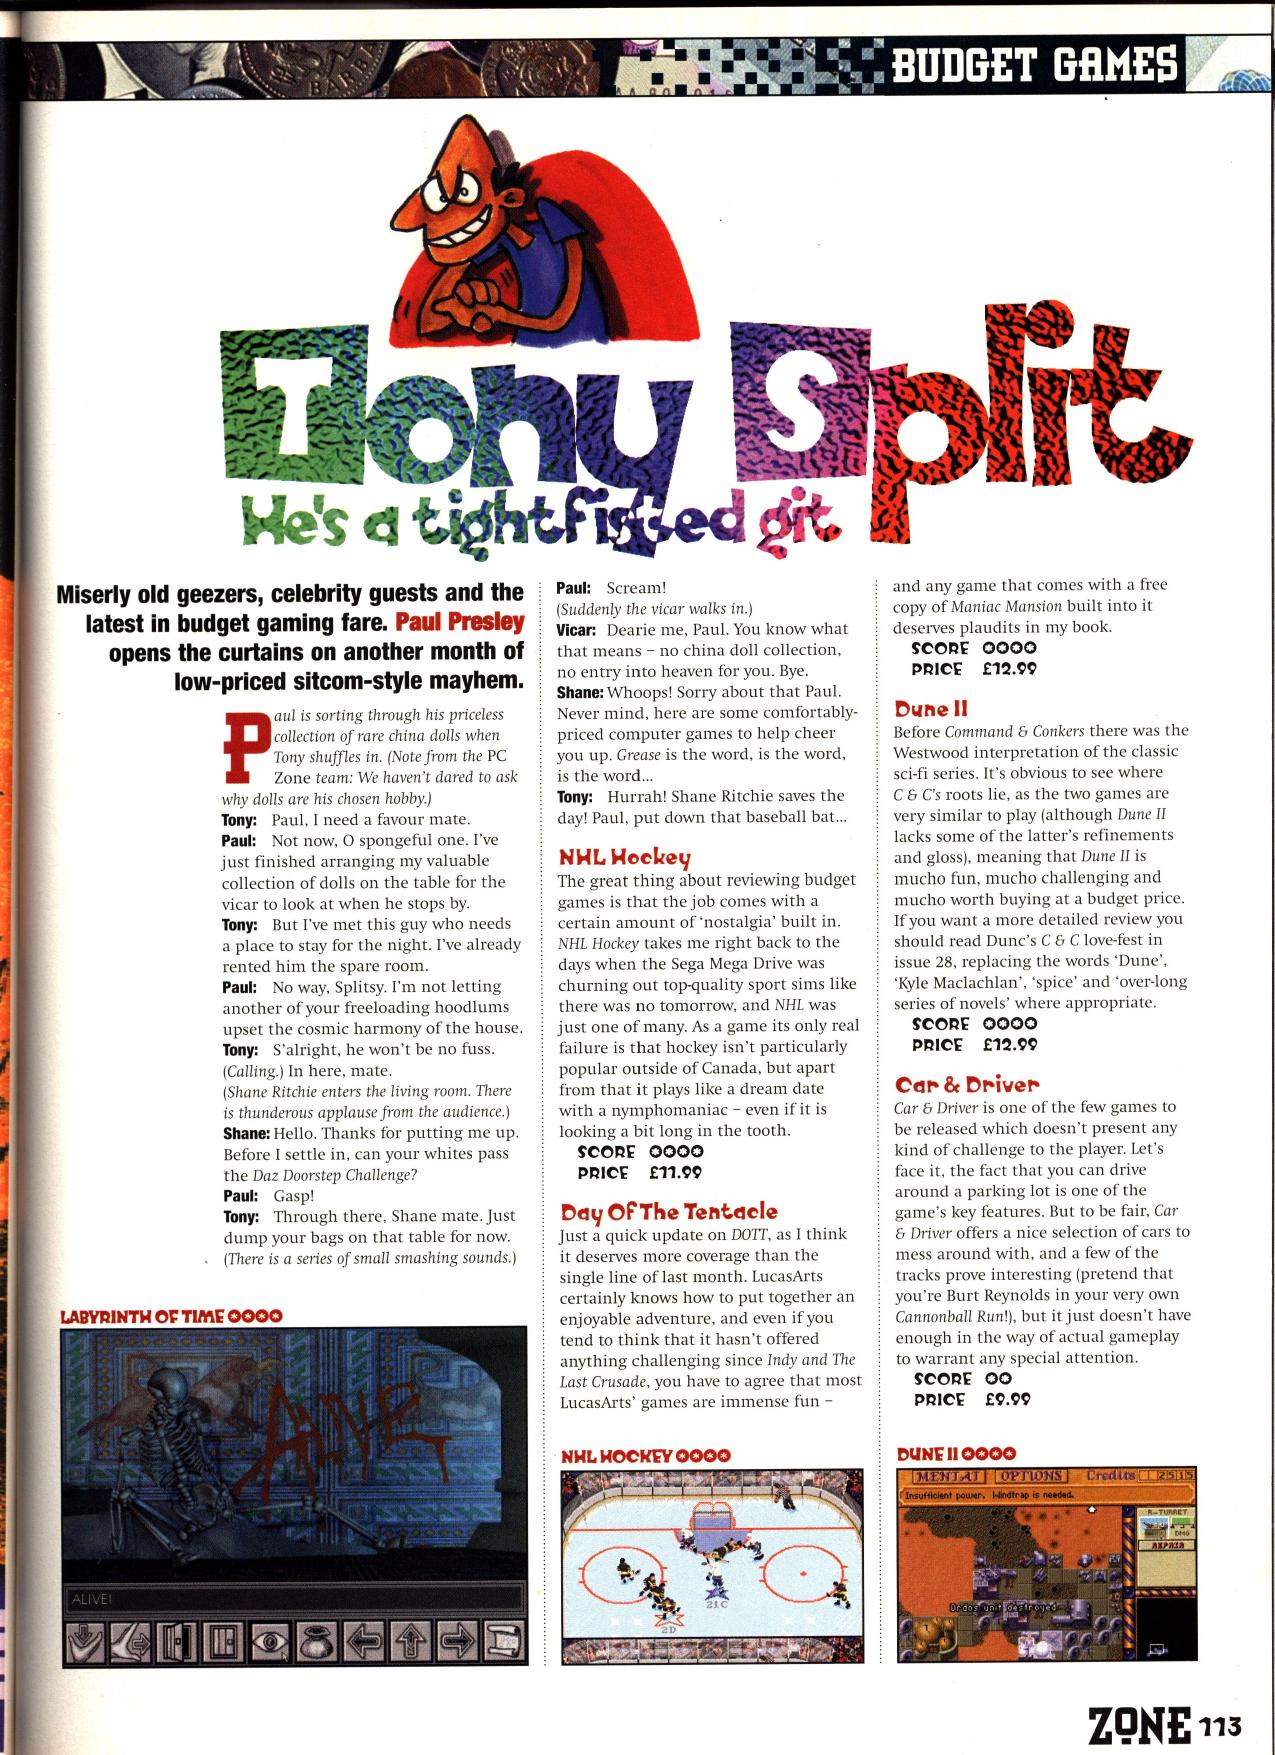 BUDGET GAMES
Tony Split
He's a tightfisted git
Miserly old geezers, celebrity guests and the
latest in budget gaming fare. Paul Presley
opens the curtains on another month of
low-priced sitcom-style mayhem.
Paul is sorting through his priceless
collection of rare china dolls when
Tony shuffles in. (Note from the PC
Zone team: We haven't dared to ask
why dolls are his chosen hobby.)
Tony: Paul, I need a favour mate.
Paul: Not now, O spongeful one. I've
just finished arranging my valuable
collection of dolls on the table for the
vicar to look at when he stops by.
Tony: But I've met this guy who needs
a place to stay for the night. I've already
rented him the spare room.
Paul: No way, Splitsy. I'm not letting
another of your freeloading hoodlums
upset the cosmic harmony of the house.
Tony: S'alright, he won't be no fuss.
(Calling.) In here, mate.
(Shane Ritchie enters the living room. There
is thunderous applause from the audience.)
Shane: Hello. Thanks for putting me up.
Before I settle in, can your whites pass
the Daz Doorstep Challenge?
Paul: Gasp!
Tony: Through there, Shane mate. Just
dump your bags on that table for now.
(There is a series of small smashing sounds.)
LABYRINTH OF TIME
ALIVE
ALIVE!
Paul: Scream!
(Suddenly the vicar walks in.)
Vicar: Dearie me, Paul. You know what
that means – no china doll collection,
no entry into heaven for you. Bye.
Shane: Whoops! Sorry about that Paul.
Never mind, here are some comfortably-
priced computer games to help cheer
you up. Grease is the word, is the word,
is the word...
Tony: Hurrah! Shane Ritchie saves the
day! Paul, put down that baseball bat...
NHL Hockey
The great thing about reviewing budget
games is that the job comes with a
certain amount of 'nostalgia' built in.
NHL Hockey takes me right back to the
days when the Sega Mega Drive was
churning out top-quality sport sims like
there was no tomorrow, and NHL was
just one of many. As a game its only real
failure is that hockey isn't particularly
popular outside of Canada, but apart
from that it plays like a dream date
with a nymphomaniac – even if it is
looking a bit long in the tooth.
SCORE
PRICE £11.99
Day Of The Tentacle
Just a quick update on DOTT, as I think
it deserves more coverage than the
single line of last month. LucasArts
certainly knows how to put together an
enjoyable adventure, and even if you
tend to think that it hasn't offered
anything challenging since Indy and The
Last Crusade, you have to agree that most
LucasArts' games are immense fun –
NHL HOCKEY
21C
2D
and any game that comes with a free
copy of Maniac Mansion built into it
deserves plaudits in my book.
SCORE
PRICE £12.99
Dune II
Before Command & Conkers there was the
Westwood interpretation of the classic
sci-fi series. It's obvious to see where
C & C's roots lie, as the two games are
very similar to play (although Dune II
lacks some of the latter's refinements
and gloss), meaning that Dune II is
mucho fun, mucho challenging and
mucho worth buying at a budget price.
If you want a more detailed review you
should read Dunc's C & C love-fest in
issue 28, replacing the words 'Dune',
'Kyle Maclachlan', 'spice' and 'over-long
series of novels' where appropriate.
SCORE
PRICE £12.99
Car & Driver
Car & Driver is one of the few games to
be released which doesn't present any
kind of challenge to the player. Let's
face it, the fact that you can drive
around a parking lot is one of the
game's key features. But to be fair, Car
& Driver offers a nice selection of cars to
mess around with, and a few of the
tracks prove interesting (pretend that
you're Burt Reynolds in your very own
Cannonball Run!), but it just doesn't have
enough in the way of actual gameplay
to warrant any special attention.
SCORE
PRICE £9.99
DUNE II
MENTAT OPTIONS Credits 2515
Insufficient power. Windtrap is needed.
R-TURRET
DMG
REPAIR
Ordos unit destroyed
ZONE 113